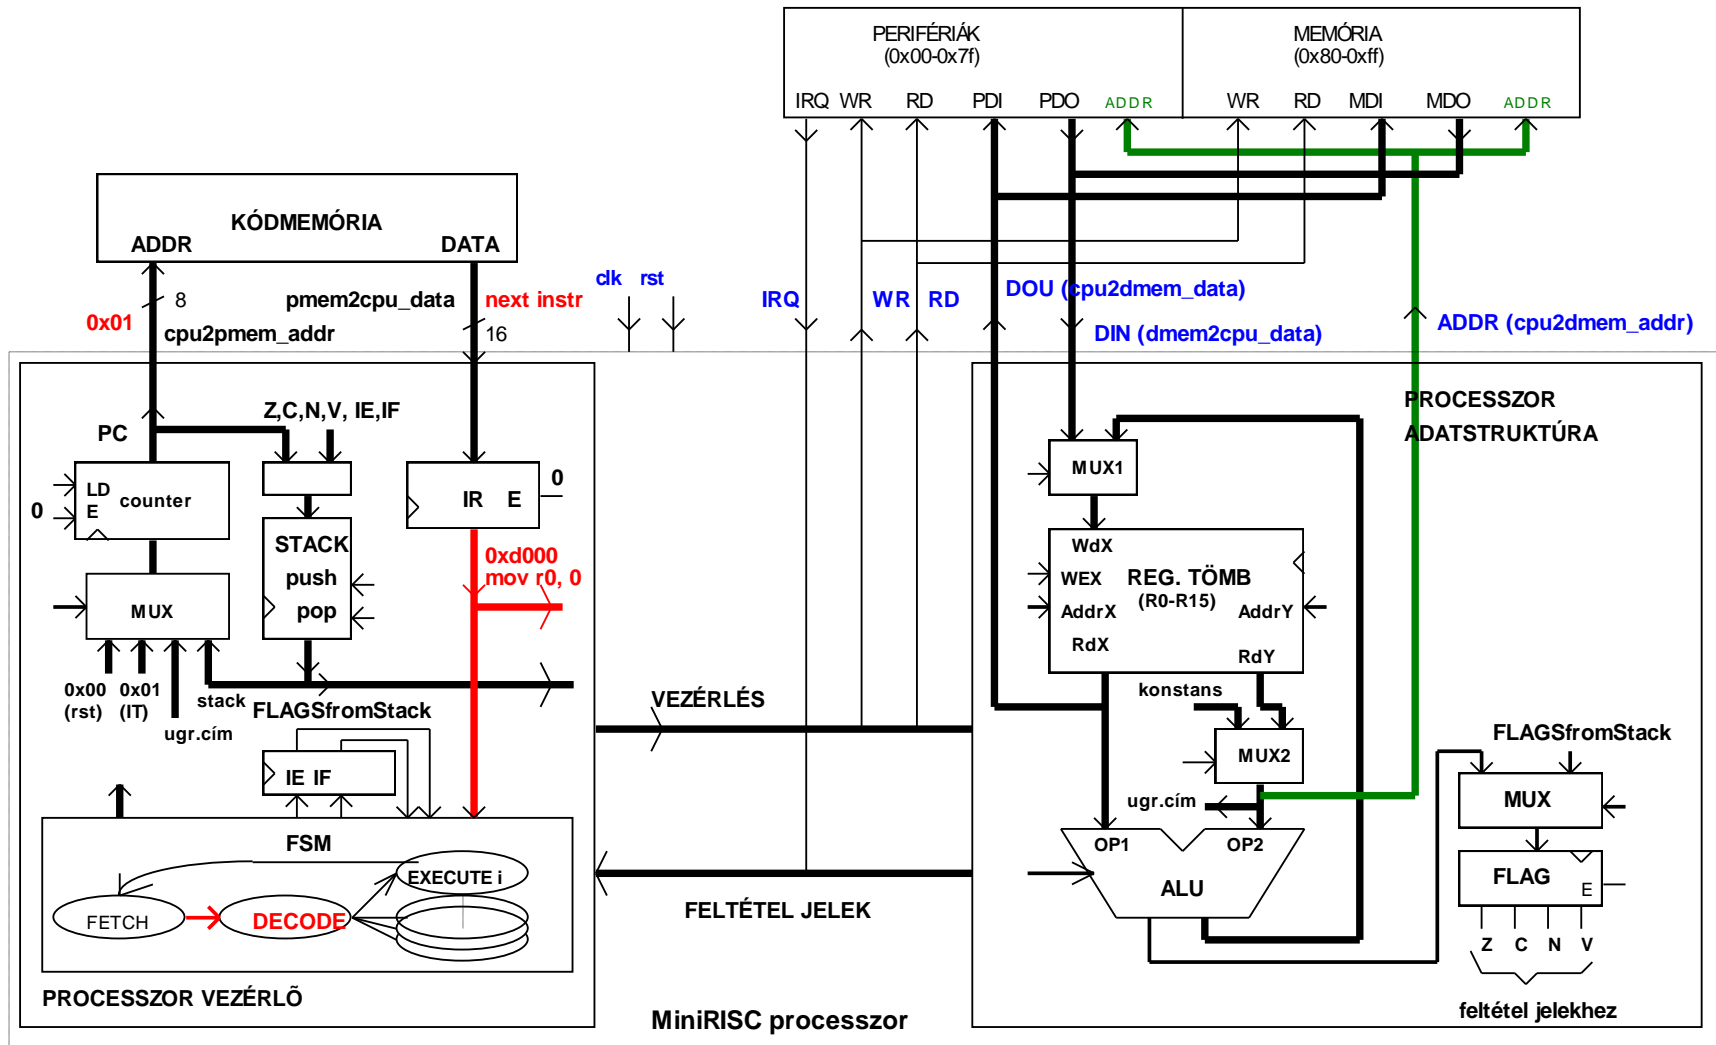 PERIFÉRIÁK
(0x00-0x7f)
MEMÓRIA
(0x80-0xff)
IRQ WR RD PDI PDO ADDR WR RD MDI MDO ADDR
KÓDMEMÓRIA
ADDR DATA
8
0x01
cpu2pmem_addr
pmem2cpu_data
next instr
16
clk rst
IRQ WR RD
DOU (cpu2dmem_data)
DIN (dmem2cpu_data)
ADDR (cpu2dmem_addr)
PC
Z,C,N,V, IE,IF
LD
E
counter
0
IR E
0
STACK
push
pop
0xd000
mov r0, 0
MUX
0x00
(rst)
0x01
(IT)
ugr.cím
stack
FLAGSfromStack
IE IF
FSM
FETCH
DECODE
EXECUTE i
PROCESSZOR VEZÉRLÕ
VEZÉRLÉS
FELTÉTEL JELEK
MiniRISC processzor
PROCESSZOR
ADATSTRUKTÚRA
MUX1
WdX
WEX
REG. TÖMB
(R0-R15)
AddrX
AddrY
RdX
RdY
konstans
MUX2
ugr.cím
OP1 OP2
ALU
FLAGSfromStack
MUX
FLAG
E
Z C N V
feltétel jelekhez